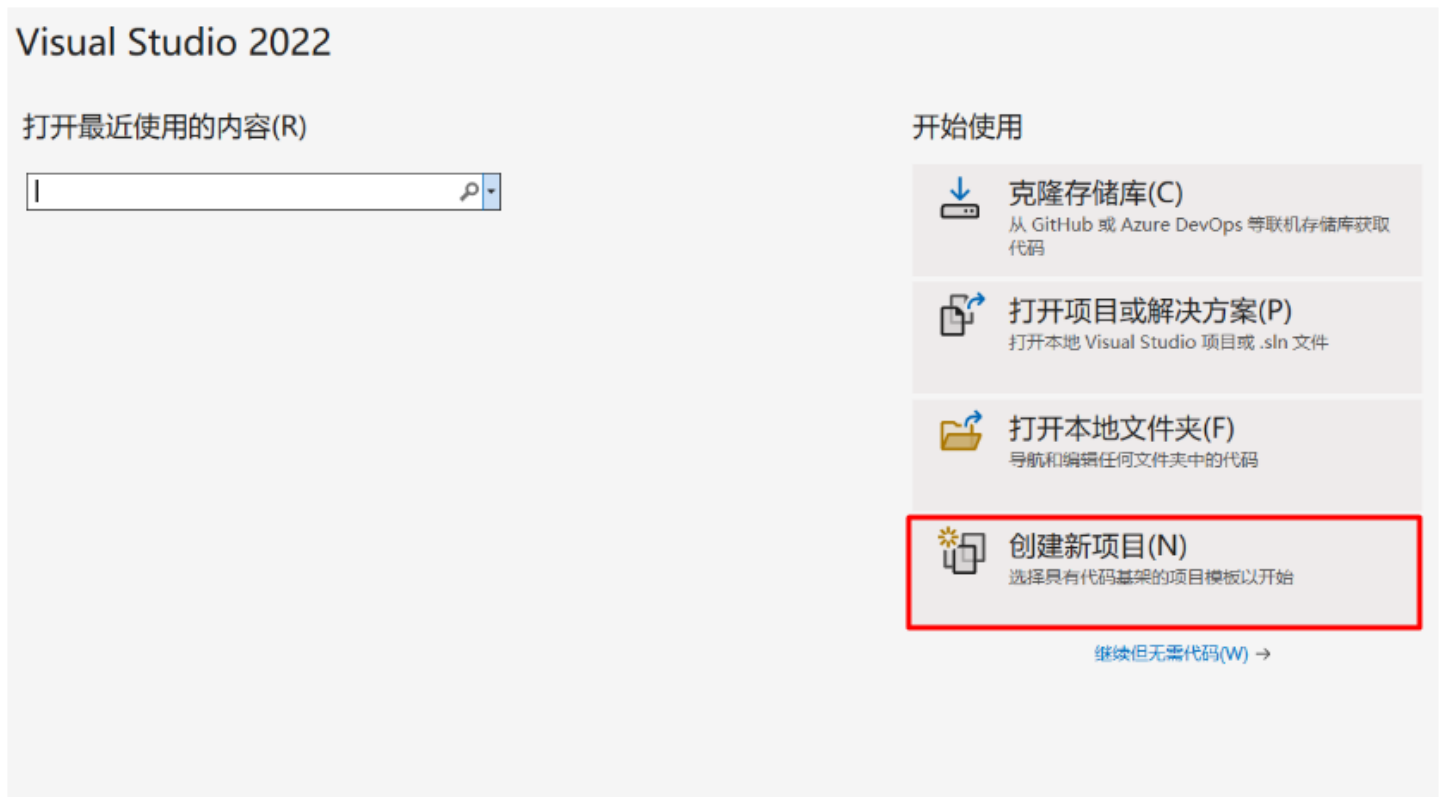 Visual Studio 2022
打开最近使用的内容(R)
开始使用
克隆存储库(C)
从 GitHub 或 Azure DevOps 等联机存储库获取
代码
打开项目或解决方案(P)
打开本地 Visual Studio 项目或 .sln 文件
打开本地文件夹(F)
导航和编辑任何文件夹中的代码
创建新项目(N)
选择具有代码基架的项目模板以开始
继续但无需代码(W) →